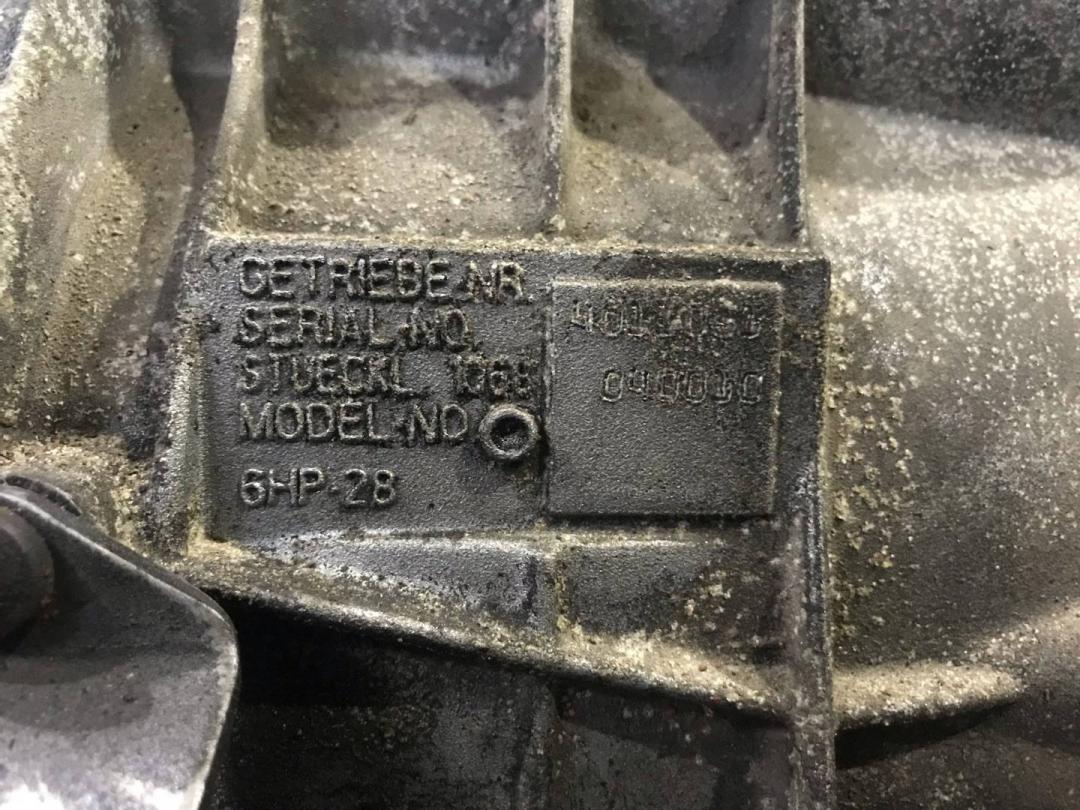 GETRIEBE.NR.
SERIAL-NO.
STUECKL. 1068
MODEL-NO
6HP-28